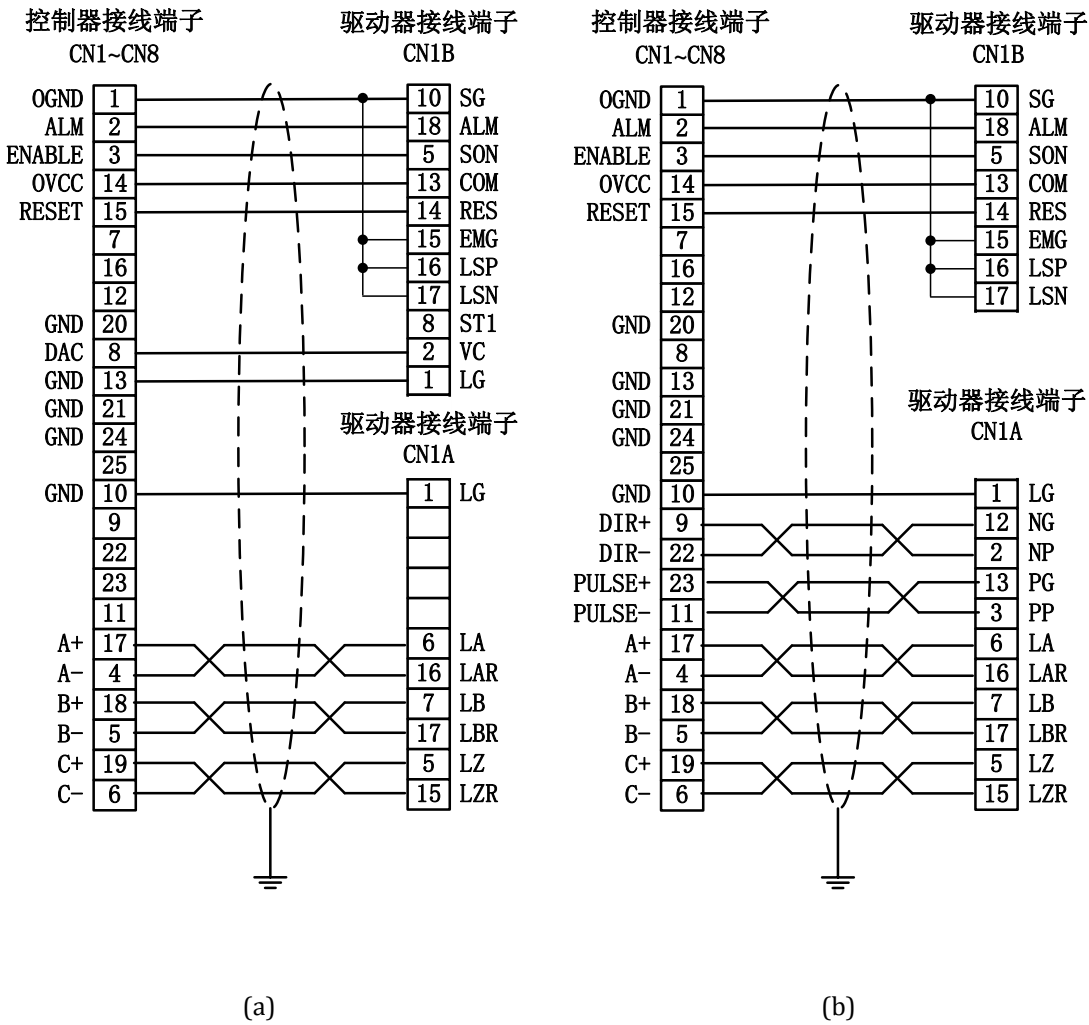 控制器接线端子
CN1~CN8
驱动器接线端子
CN1B
OGND 1 10 SG
ALM 2 18 ALM
ENABLE 3 5 SON
OVCC 14 13 COM
RESET 15 14 RES
7 15 EMG
16 16 LSP
12 17 LSN
GND 20 8 ST1
DAC 8 2 VC
GND 13 1 LG
GND 21
GND 24
25
驱动器接线端子
CN1A
GND 10 1 LG
9
22
23
11
A+ 17 6 LA
A- 4 16 LAR
B+ 18 7 LB
B- 5 17 LBR
C+ 19 5 LZ
C- 6 15 LZR
(a)
控制器接线端子
CN1~CN8
驱动器接线端子
CN1B
OGND 1 10 SG
ALM 2 18 ALM
ENABLE 3 5 SON
OVCC 14 13 COM
RESET 15 14 RES
7 15 EMG
16 16 LSP
12 17 LSN
GND 20
8
GND 13
GND 21
GND 24
25
驱动器接线端子
CN1A
GND 10 1 LG
DIR+ 9 12 NG
DIR- 22 2 NP
PULSE+ 23 13 PG
PULSE- 11 3 PP
A+ 17 6 LA
A- 4 16 LAR
B+ 18 7 LB
B- 5 17 LBR
C+ 19 5 LZ
C- 6 15 LZR
(b)